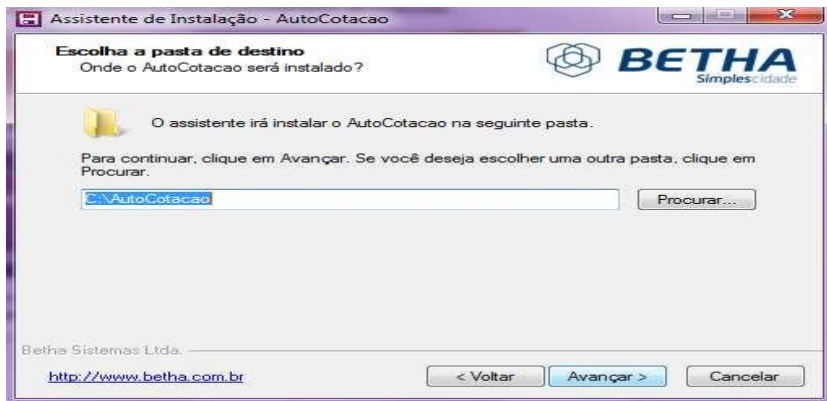 Assistente de Instalação - AutoCotacao
Escolha a pasta de destino
Onde o AutoCotacao será instalado?
BETHA
Simplescidade
O assistente irá instalar o AutoCotacao na seguinte pasta.
Para continuar, clique em Avançar. Se você deseja escolher uma outra pasta, clique em
Procurar.
C:\AutoCotacao
Procurar...
Betha Sistemas Ltda.
http://www.betha.com.br
< Voltar
Avançar >
Cancelar